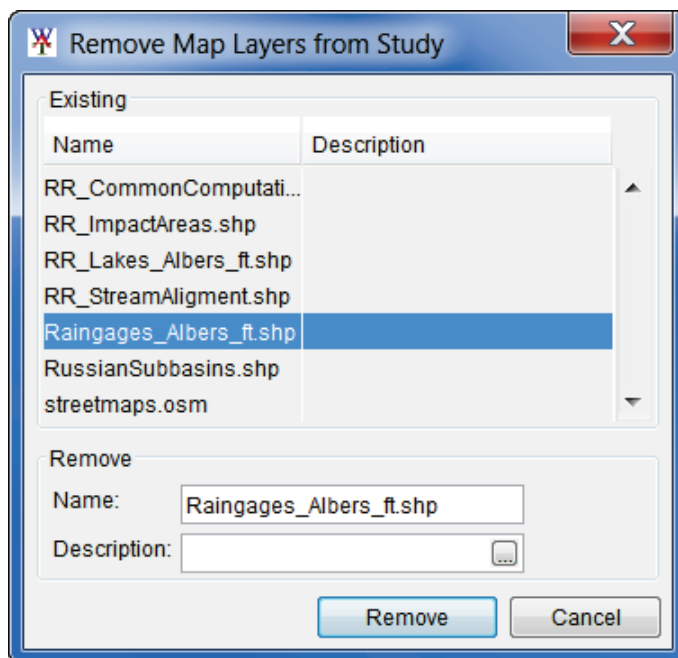 Remove Map Layers from Study
Existing
Name Description
RR_CommonComputati...
RR_ImpactAreas.shp
RR_Lakes_Albers_ft.shp
RR_StreamAligment.shp
Raingages_Albers_ft.shp
RussianSubbasins.shp
streetmaps.osm
Remove
Name: Raingages_Albers_ft.shp
Description: ...
Remove Cancel